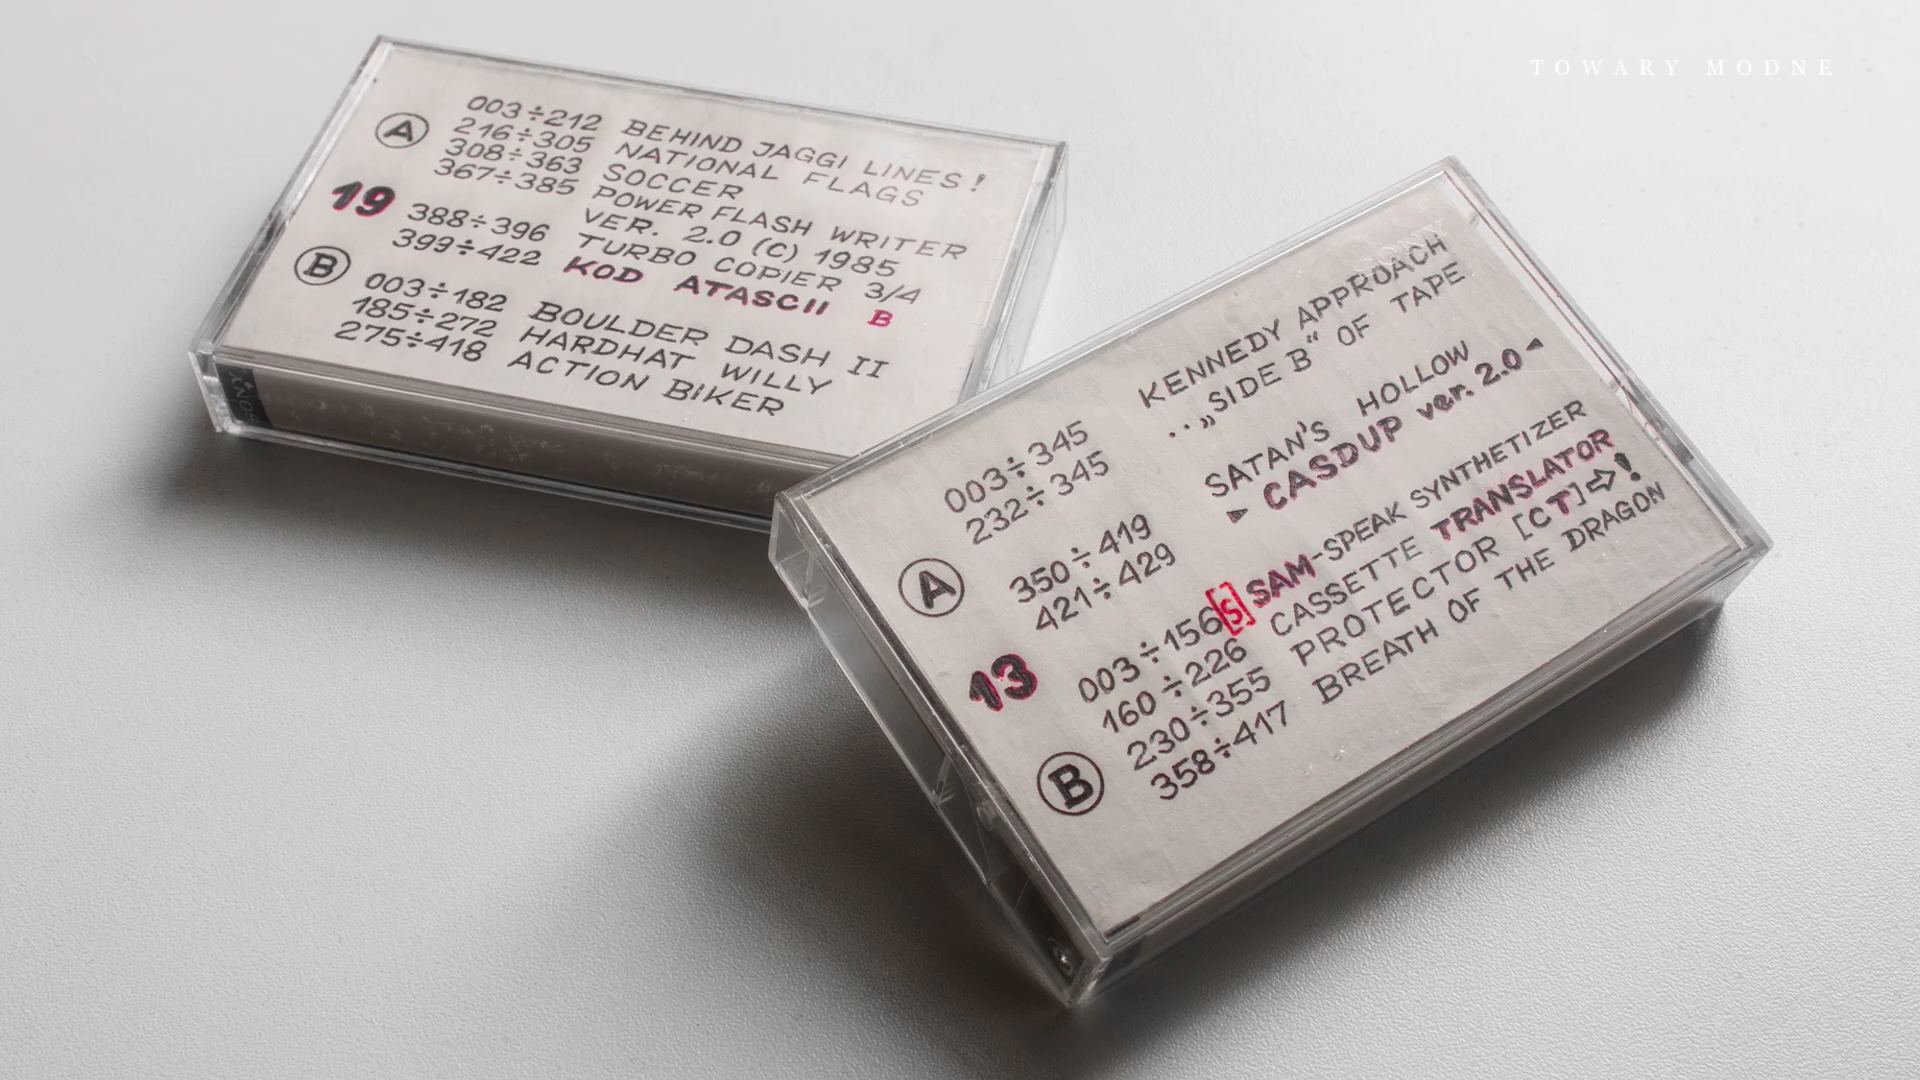 TOWARY MODNE
A
003÷212 BEHIND JAGGI LINES!
216÷305 NATIONAL FLAGS
308÷363 SOCCER
367÷385 POWER FLASH WRITER
VER. 2.0 (C) 1985
19
388÷396 TURBO COPIER 3/4
399÷422 KOD ATASCII B
B
003÷182 BOULDER DASH II
185÷272 HARDHAT WILLY
275÷418 ACTION BIKER
SONY
SONY
A
003÷345 KENNEDY APPROACH
232÷345 ..„SIDE B“ OF TAPE
350÷419 SATAN'S HOLLOW
421÷429 ► CASDUP ver. 2.0 ◄
13
B
003÷156 [S] SAM-SPEAK SYNTHETIZER
160÷226 CASSETTE TRANSLATOR
230÷355 PROTECTOR [CT]⇨!
358÷417 BREATH OF THE DRAGON